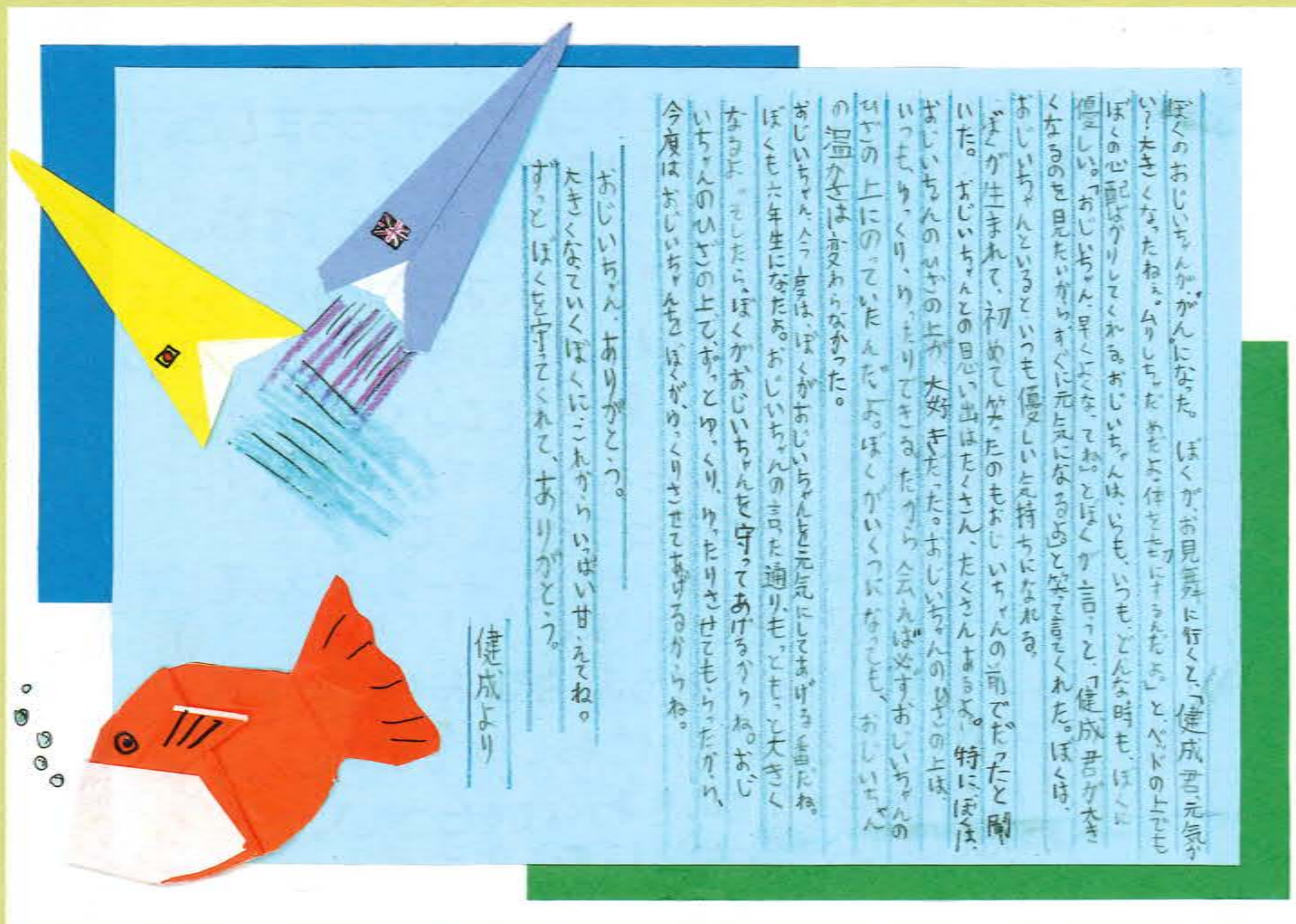 ぼくのおじいちゃんが、がんになった。ぼくが、お見舞に行くと、「健成君、元気か
い?大きくなったねぇ。ムリしちゃだめだよ。体を大切にするんだよ。」と、ベッドの上でも
ぼくの心配ばかりしてくれる。おじいちゃんは、いつも、いつも、どんな時も、ぼくに
優しい。「おじいちゃん早くよくなってね。」とぼくが言うと、「健成君が大き
くなるのを見たいからすぐに元気になるよ。」と笑って言てくれた。ぼくは、
おじいちゃんといるといつも優しい気持ちになれる。
ぼくが生まれて、初めて笑ったのもおじいちゃんの前でだったと聞
いた。おじいちゃんとの思い出はたくさん、たくさんあるよ。特にぼくは、
おじいちゃんのひざの上が大好きだった。おじいちゃんのひざの上は、
いつも、ゆっくり、ゆったりできる。だから会えば必ずおじいちゃんの
ひざの上にのっていたんだよ。ぼくがいくつになっても、おじいちゃん
の温かさは変わらなかった。
おじいちゃん、今度は、ぼくがおじいちゃんを元気にしてあげる番だね。
ぼくも六年生になたよ。おじいちゃんの言った通り、もっともっと大きく
なるよ。そしたら、ぼくがおじいちゃんを守ってあげるからね。おじ
いちゃんのひざの上で、ずっとゆっくり、ゆったりさせてもらったから、
今度はおじいちゃんを、ぼくが、ゆっくりさせてあげるからね。
おじいちゃん、ありがとう。
大きくなっていくぼくに、これからいっぱい甘えてね。
ずっとぼくを守ってくれて、ありがとう。
健成より